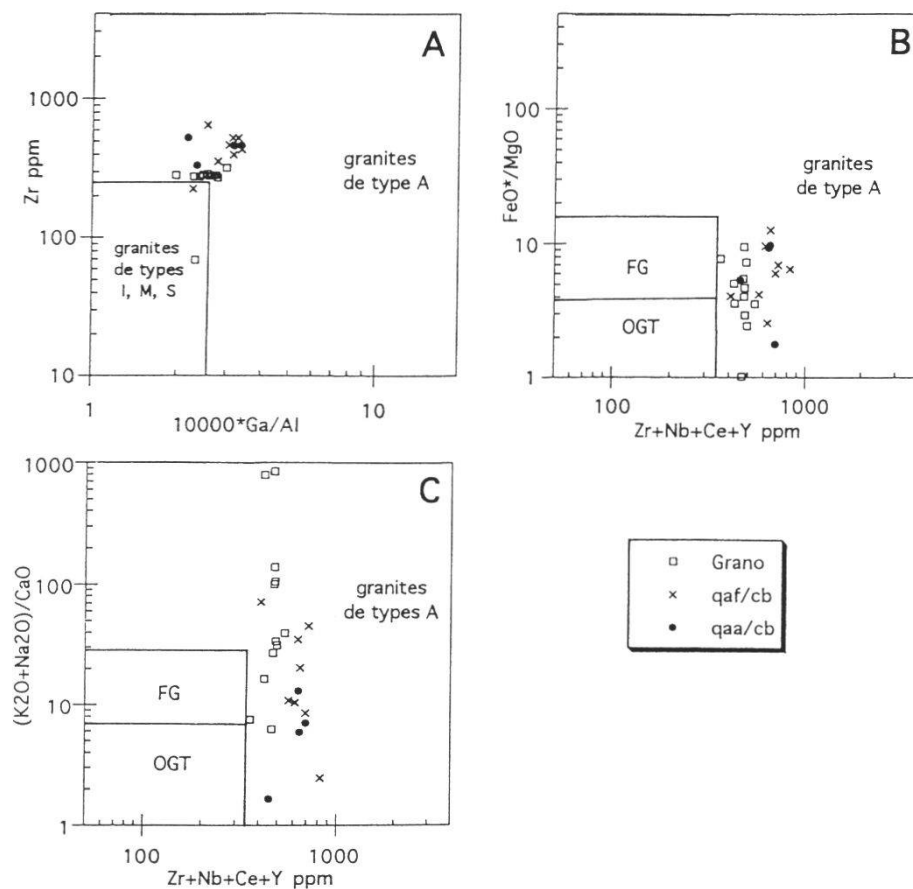 A
Zr ppm
1000
100
10
1
10
10000*Ga/Al
granites
de type A
granites
de types
I, M, S
B
FeO*/MgO
100
10
1
100
1000
Zr+Nb+Ce+Y ppm
granites
de type A
FG
OGT
C
(K2O+Na2O)/CaO
1000
100
10
1
100
1000
Zr+Nb+Ce+Y ppm
granites
de types A
FG
OGT
Grano
qaf/cb
qaa/cb